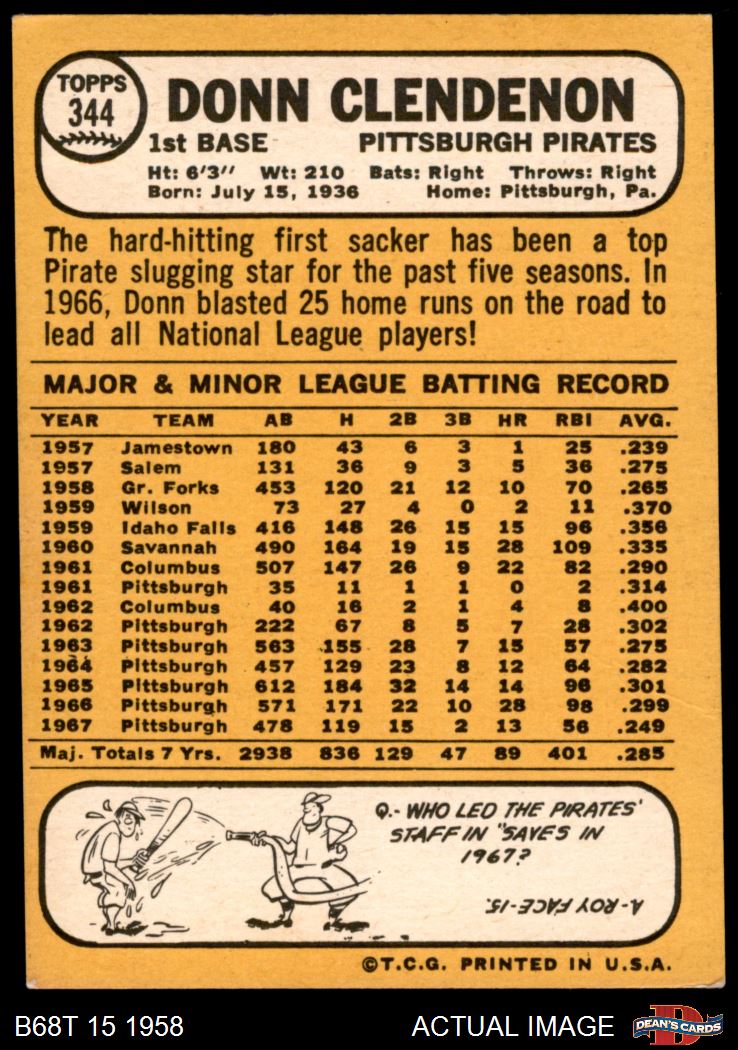 TOPPS
344
DONN CLENDENON
1st BASE PITTSBURGH PIRATES
Ht: 6'3" Wt: 210 Bats: Right Throws: Right
Born: July 15, 1936 Home: Pittsburgh, Pa.
The hard-hitting first sacker has been a top
Pirate slugging star for the past five seasons. In
1966, Donn blasted 25 home runs on the road to
lead all National League players!
MAJOR & MINOR LEAGUE BATTING RECORD
YEAR TEAM AB H 2B 3B HR RBI AVG.
1957 Jamestown 180 43 6 3 1 25 .239
1957 Salem 131 36 9 3 5 36 .275
1958 Gr. Forks 453 120 21 12 10 70 .265
1959 Wilson 73 27 4 0 2 11 .370
1959 Idaho Falls 416 148 26 15 15 96 .356
1960 Savannah 490 164 19 15 28 109 .335
1961 Columbus 507 147 26 9 22 82 .290
1961 Pittsburgh 35 11 1 1 0 2 .314
1962 Columbus 40 16 2 1 4 8 .400
1962 Pittsburgh 222 67 8 5 7 28 .302
1963 Pittsburgh 563 155 28 7 15 57 .275
1964 Pittsburgh 457 129 23 8 12 64 .282
1965 Pittsburgh 612 184 32 14 14 96 .301
1966 Pittsburgh 571 171 22 10 28 98 .299
1967 Pittsburgh 478 119 15 2 13 56 .249
Maj. Totals 7 Yrs. 2938 836 129 47 89 401 .285
Q.- WHO LED THE PIRATES'
STAFF IN "SAVES IN
1967?
A- ROY FACE-15.
©T.C.G. PRINTED IN U.S.A.
B68T 15 1958 ACTUAL IMAGE
DEAN'S CARDS